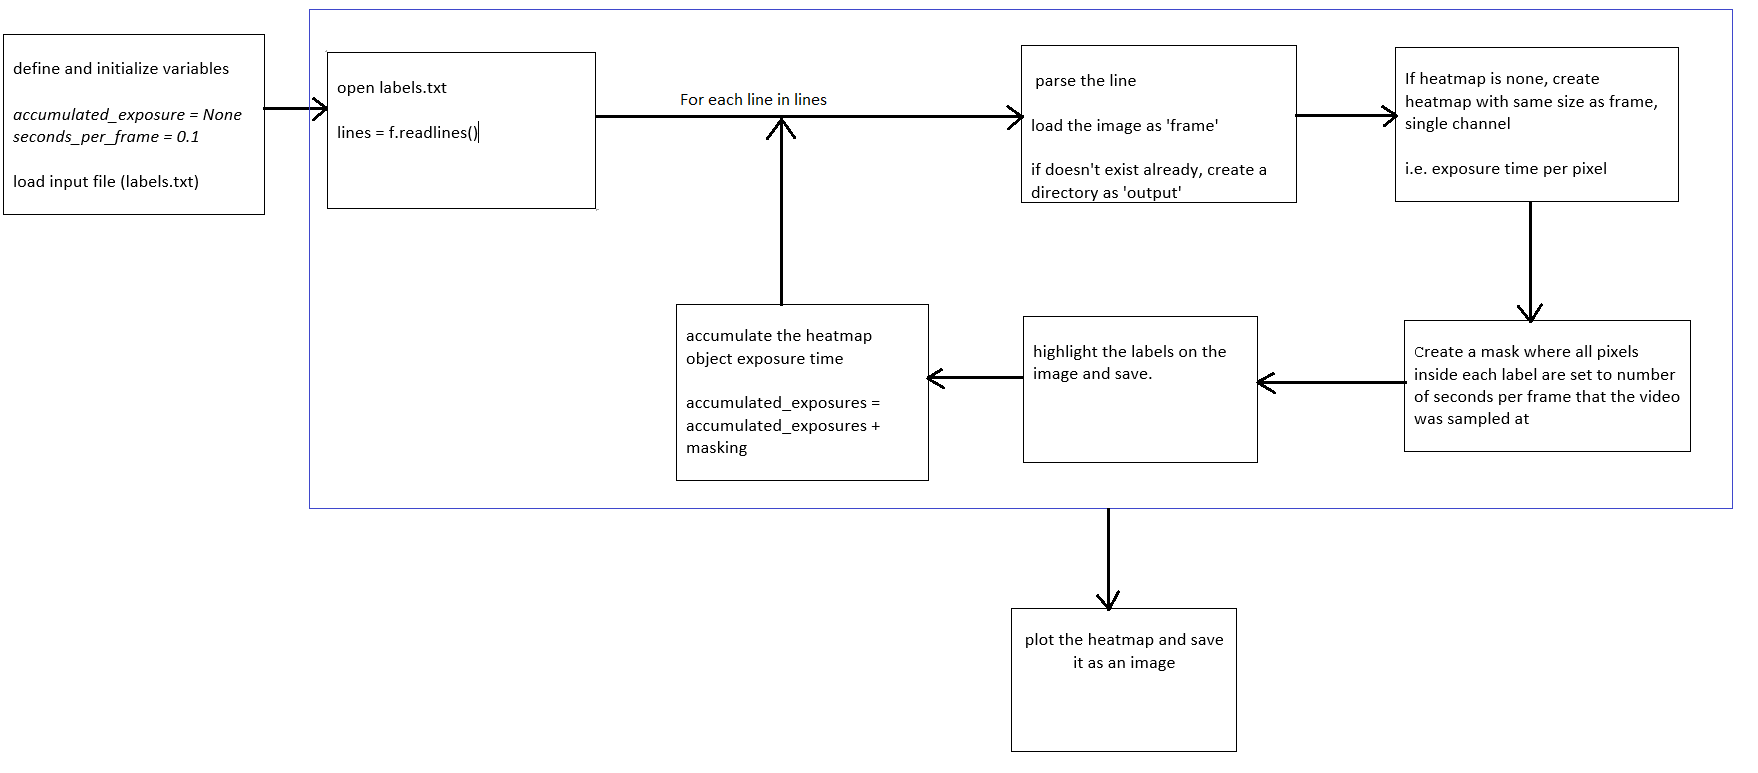 define and initialize variables
accumulated_exposure = None
seconds_per_frame = 0.1
load input file (labels.txt)
open labels.txt
lines = f.readlines()
For each line in lines
parse the line
load the image as 'frame'
if doesn't exist already, create a
directory as 'output'
If heatmap is none, create
heatmap with same size as frame,
single channel
i.e. exposure time per pixel
Create a mask where all pixels
inside each label are set to number
of seconds per frame that the video
was sampled at
highlight the labels on the
image and save.
accumulate the heatmap
object exposure time
accumulated_exposures =
accumulated_exposures +
masking
plot the heatmap and save
it as an image